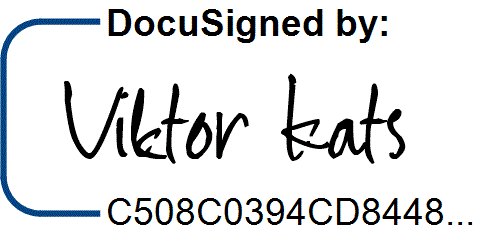 DocuSigned by:
Viktor kats
C508C0394CD8448...